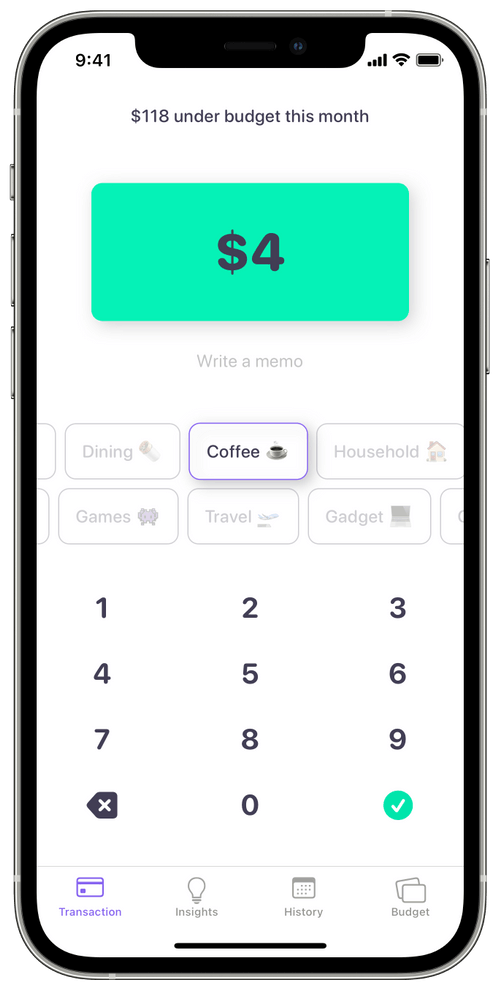 9:41
$118 under budget this month
$4
Write a memo
Dining Coffee Household
Games Travel Gadget
1 2 3
4 5 6
7 8 9
0
Transaction Insights History Budget